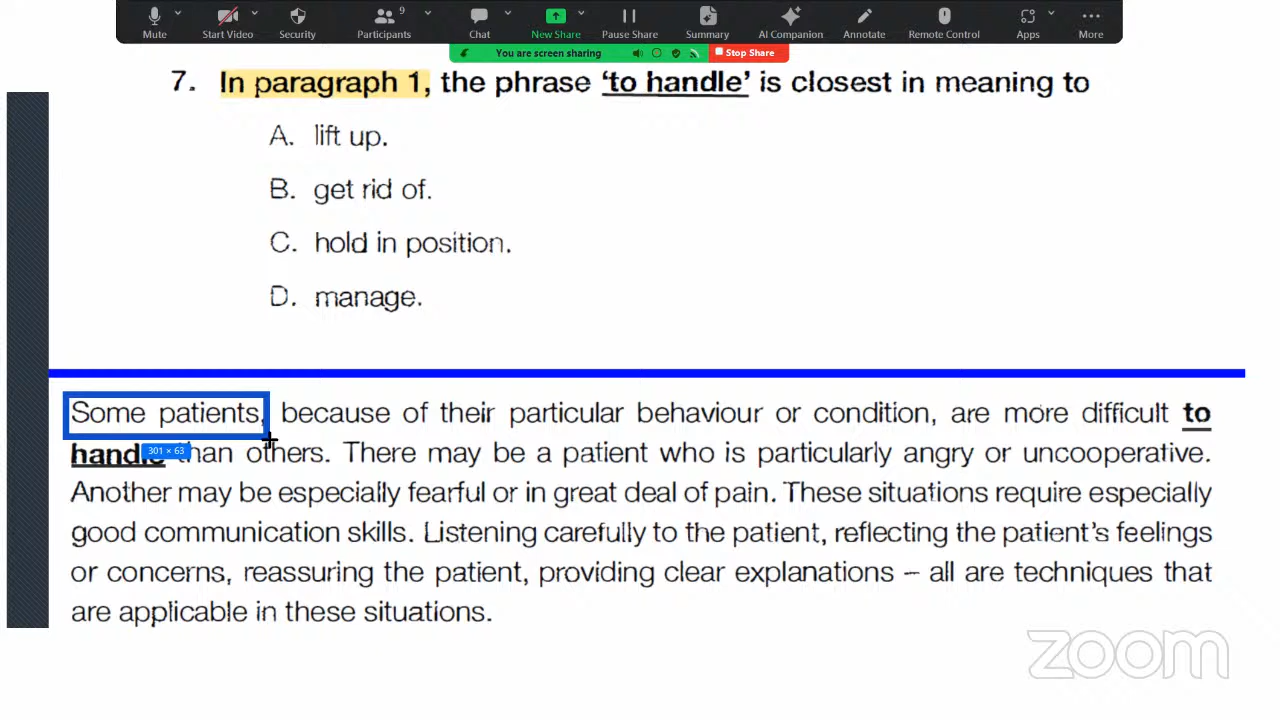 Mute Start Video Security Participants 9 Chat New Share Pause Share Summary AI Companion Annotate Remote Control Apps More
You are screen sharing Stop Share
7. In paragraph 1, the phrase ‘to handle’ is closest in meaning to
A. lift up.
B. get rid of.
C. hold in position.
D. manage.
Some patients, because of their particular behaviour or condition, are more difficult to
handle than others. There may be a patient who is particularly angry or uncooperative.
301 × 63
Another may be especially fearful or in great deal of pain. These situations require especially
good communication skills. Listening carefully to the patient, reflecting the patient’s feelings
or concerns, reassuring the patient, providing clear explanations – all are techniques that
are applicable in these situations.
zoom